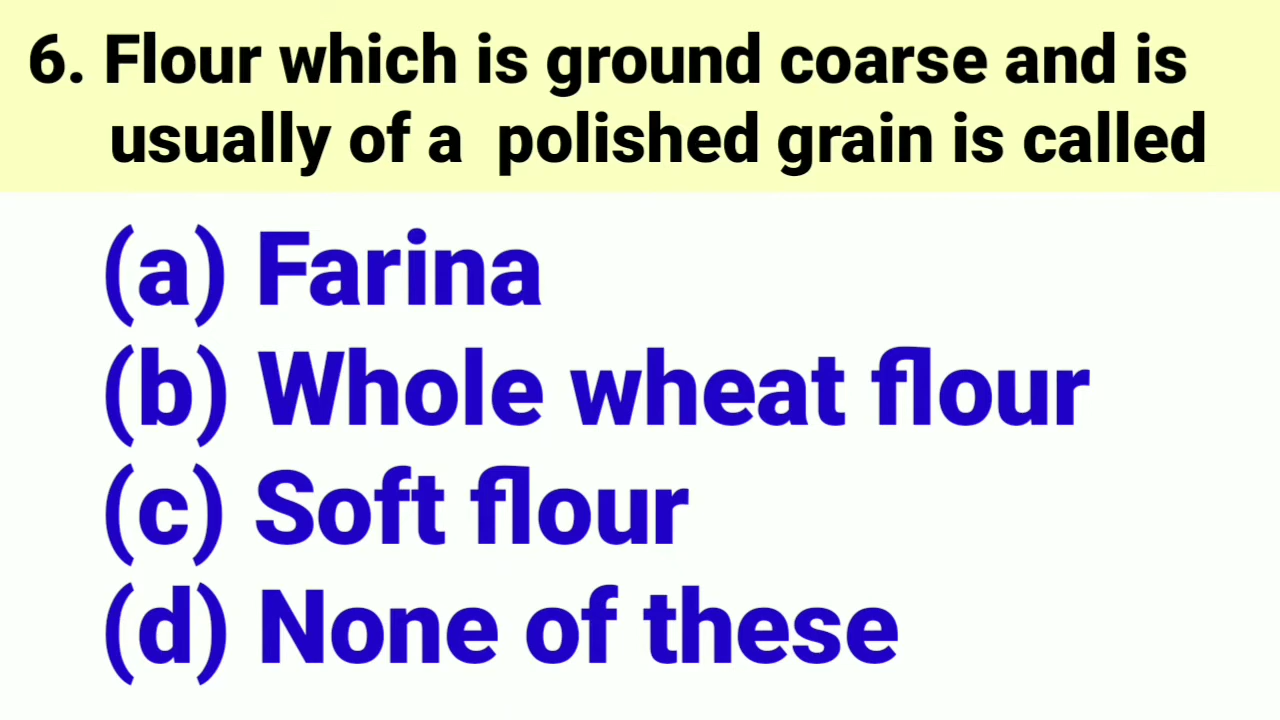 6. Flour which is ground coarse and is
usually of a polished grain is called
(a) Farina
(b) Whole wheat flour
(c) Soft flour
(d) None of these